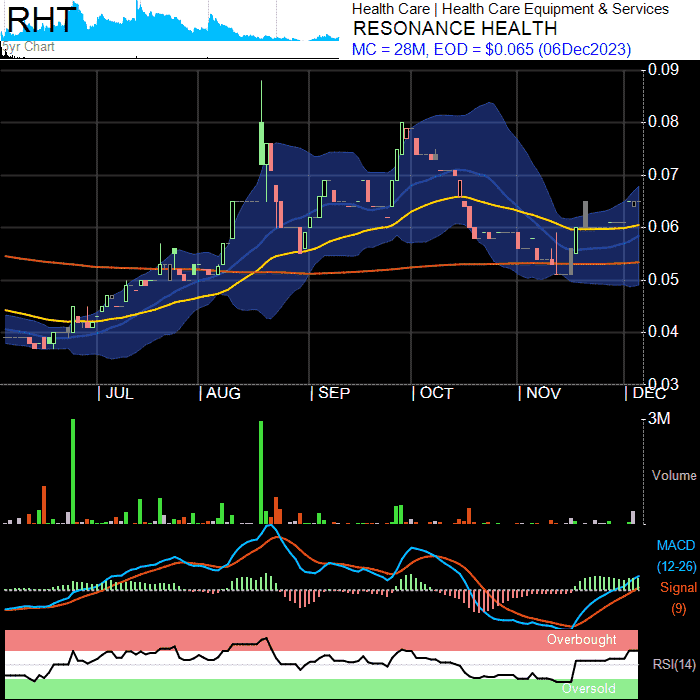 RHT
Health Care | Health Care Equipment & Services
RESONANCE HEALTH
MC = 28M, EOD = $0.065 (06Dec2023)
Chart
0.09
0.08
0.07
0.06
0.05
0.04
0.03
| JUL
| AUG
| SEP
| OCT
| NOV
| DEC
3M
Volume
MACD
(12-26)
Signal
(9)
Overbought
RSI(14)
Oversold